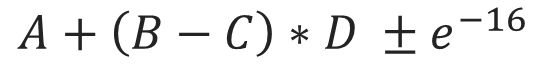 A + (B − C) ∗ D ± e⁻¹⁶